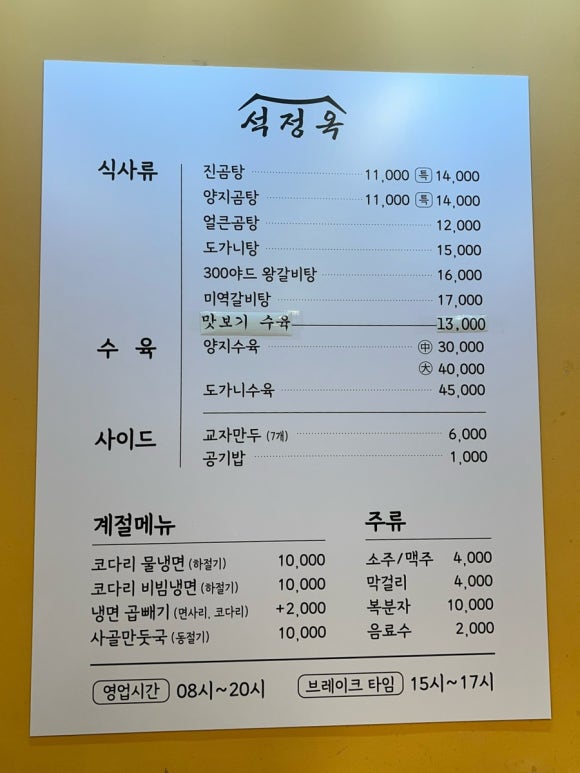 석정옥
식사류
진곰탕 11,000 특 14,000
양지곰탕 11,000 특 14,000
얼큰곰탕 12,000
도가니탕 15,000
300야드 왕갈비탕 16,000
미역갈비탕 17,000
맛보기 수육 13,000
수 육
양지수육 中 30,000
大 40,000
도가니수육 45,000
사이드
교자만두 (7개) 6,000
공기밥 1,000
계절메뉴
코다리 물냉면 (하절기) 10,000
코다리 비빔냉면 (하절기) 10,000
냉면 곱빼기 (면사리, 코다리) +2,000
사골만둣국 (동절기) 10,000
주류
소주/맥주 4,000
막걸리 4,000
복분자 10,000
음료수 2,000
영업시간 08시~20시 브레이크 타임 15시~17시